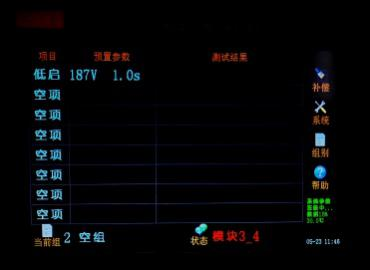 项目 预置参数 测试结果
低启 187V 1.0s
空项
空项
空项
空项
空项
空项
空项
补偿
系统
组别
帮助
当前组 2 空组 状态 模块3_4
05-23 11:46